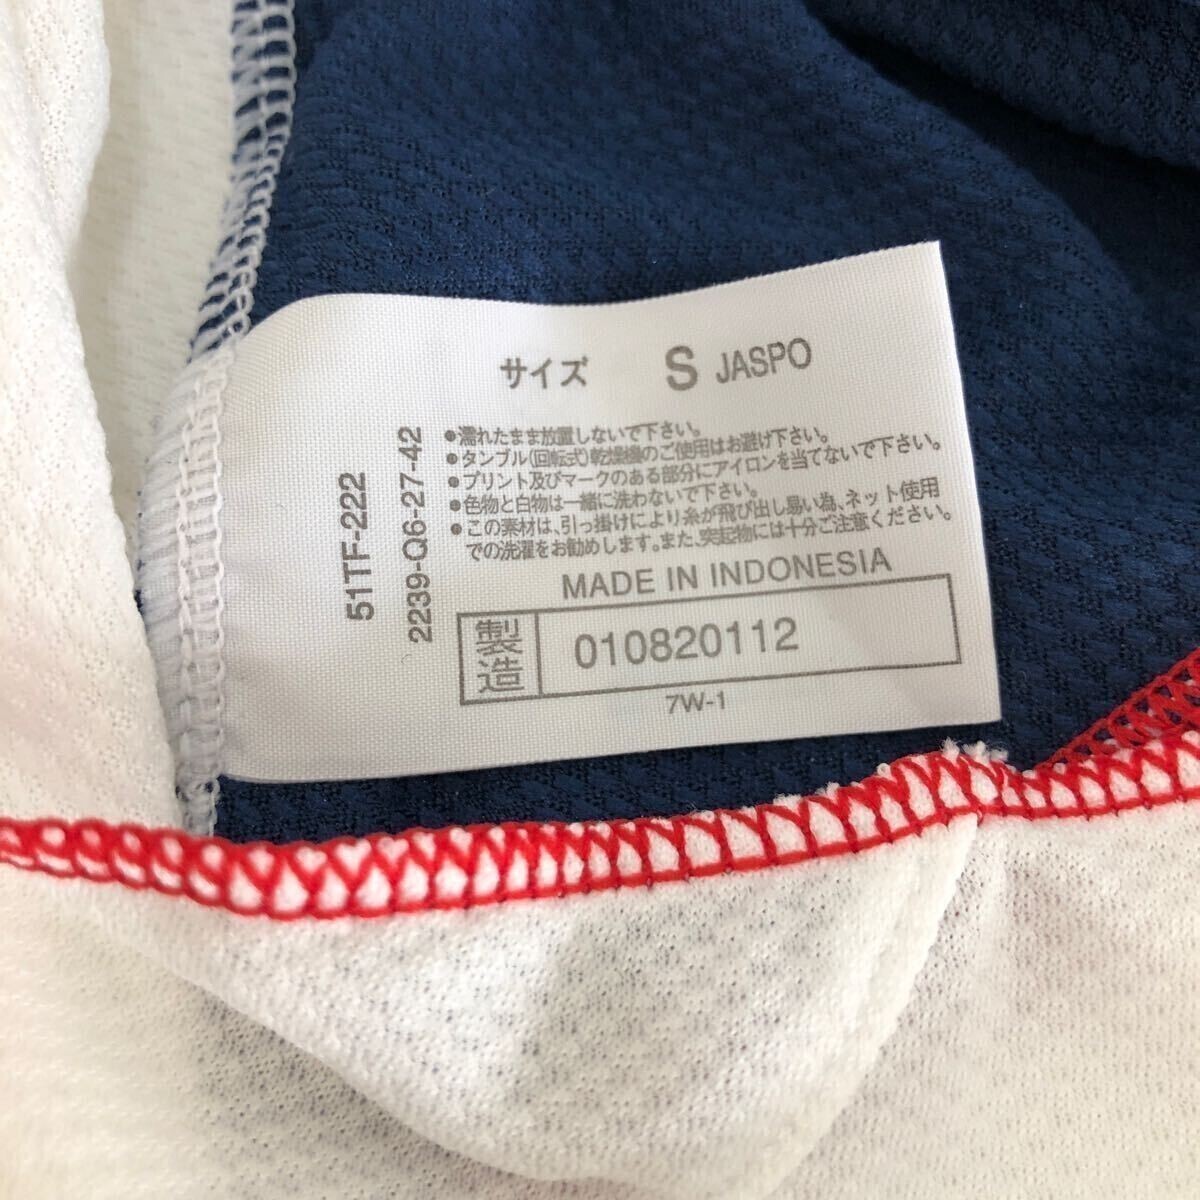 サイズ S JASPO
●濡れたまま放置しないで下さい。
●タンブル(回転式)乾燥機のご使用はお避け下さい。
●プリント及びマークのある部分にアイロンを当てないで下さい。
●色物と白物は一緒に洗わないで下さい。
●この素材は、引っ掛けにより糸が飛び出し易い為、ネット使用
での洗濯をお勧めします。また、突起物には十分ご注意ください。
MADE IN INDONESIA
製造 010820112
7W-1
51TF-222
2239-Q6-27-42